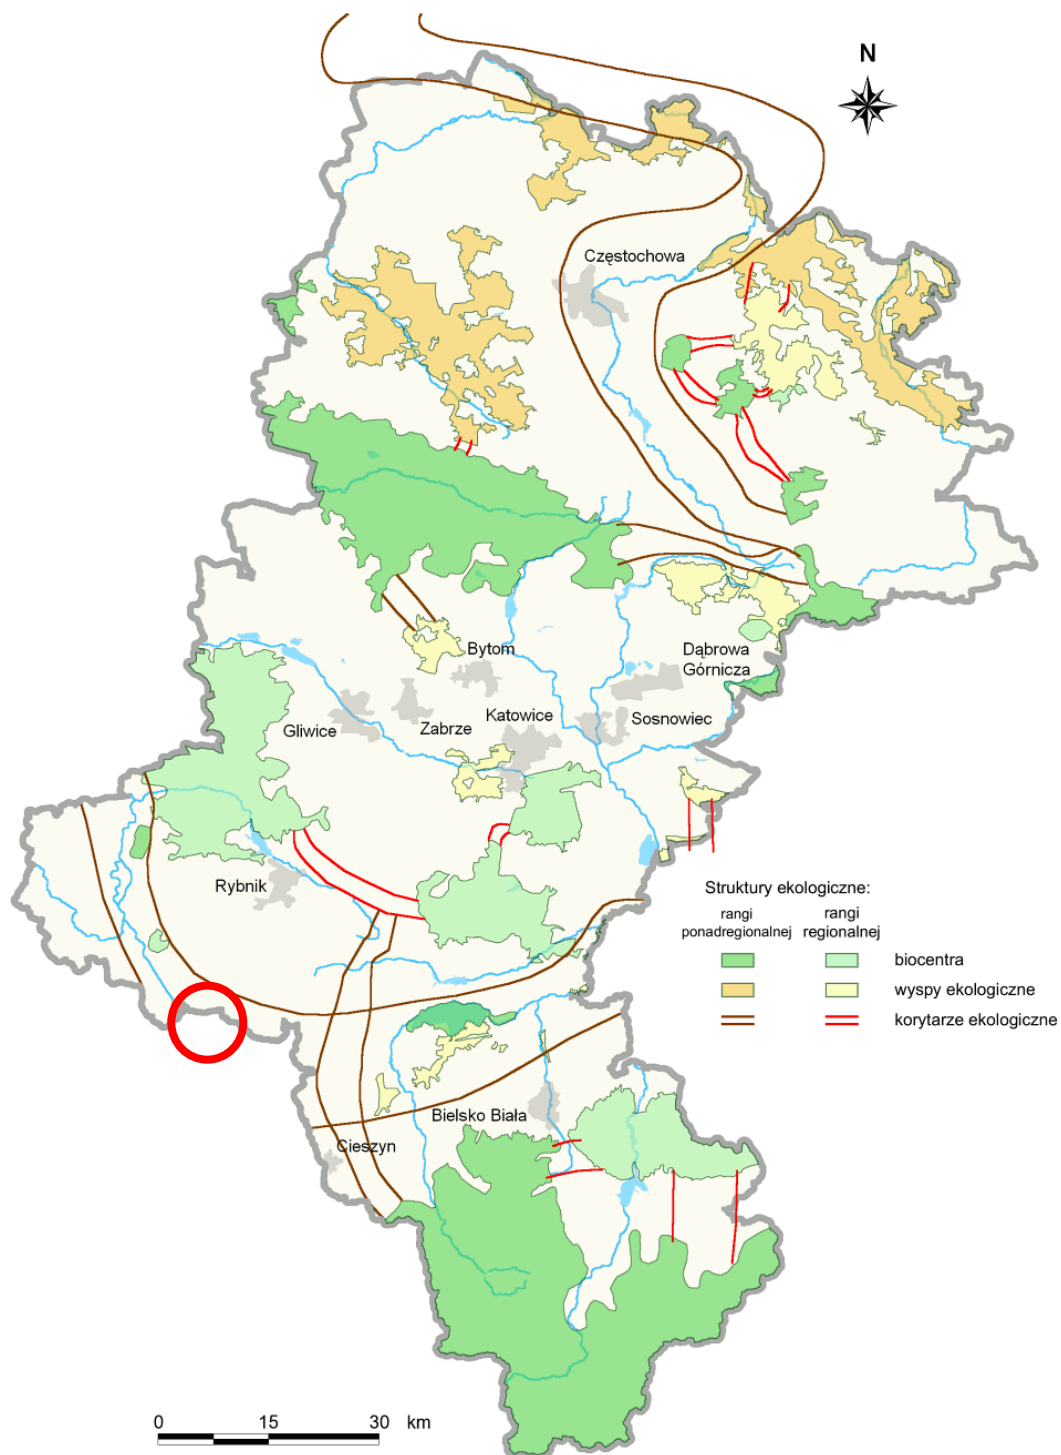 N
Częstochowa
Bytom
Dąbrowa
Górnicza
Gliwice
Zabrze
Katowice
Sosnowiec
Rybnik
Struktury ekologiczne:
rangi
ponadregionalnej
rangi
regionalnej
biocentra
wyspy ekologiczne
korytarze ekologiczne
Bielsko Biała
Cieszyn
0 15 30 km